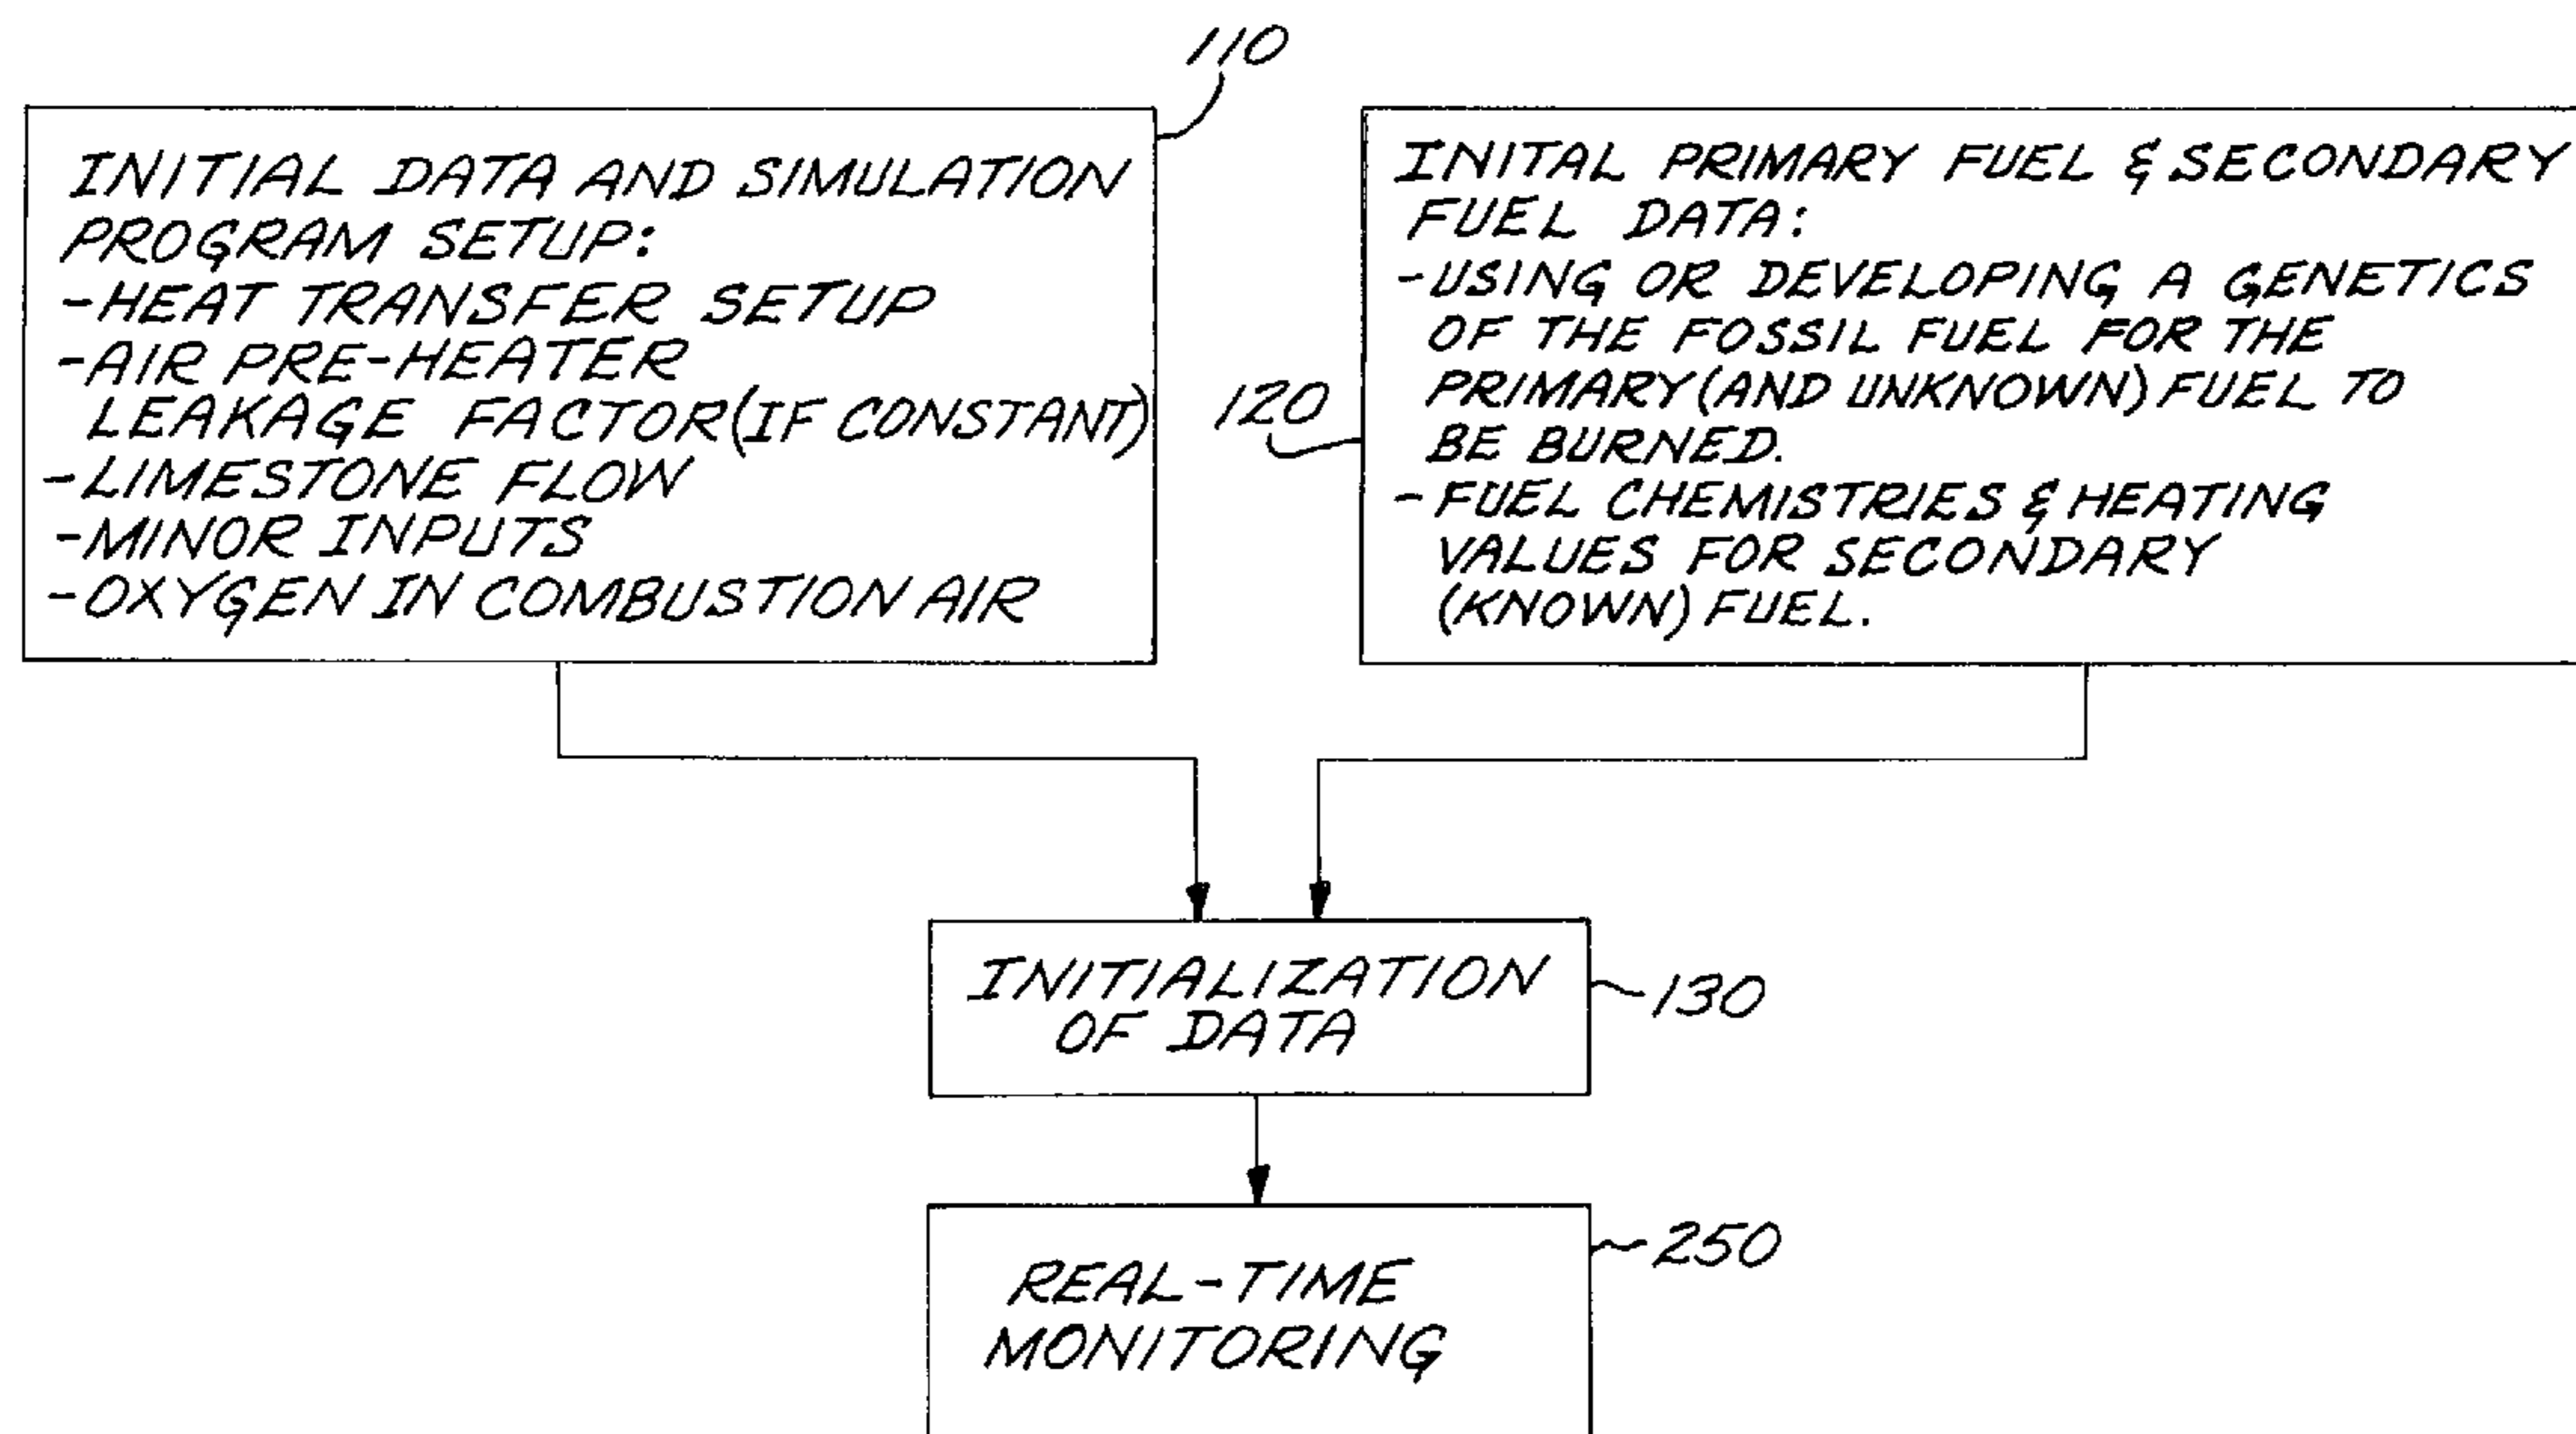 110
INITIAL DATA AND SIMULATION
PROGRAM SETUP:
-HEAT TRANSFER SETUP
-AIR PRE-HEATER
LEAKAGE FACTOR(IF CONSTANT)
-LIMESTONE FLOW
-MINOR INPUTS
-OXYGEN IN COMBUSTION AIR
120
INITAL PRIMARY FUEL & SECONDARY
FUEL DATA:
-USING OR DEVELOPING A GENETICS
OF THE FOSSIL FUEL FOR THE
PRIMARY(AND UNKNOWN) FUEL TO
BE BURNED.
- FUEL CHEMISTRIES & HEATING
VALUES FOR SECONDARY
(KNOWN) FUEL.
INITIALIZATION
OF DATA
130
REAL-TIME
MONITORING
250